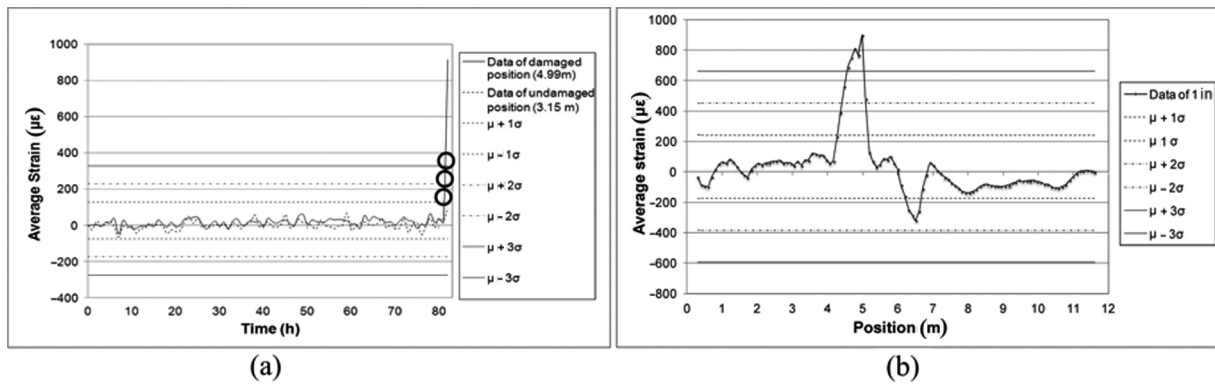 1000
800
600
400
200
0
−200
−400
0
10
20
30
40
50
60
70
80
Average Strain (µε)
Time (h)
Data of damaged
position (4.99m)
Data of undamaged
position (3.15 m)
µ + 1σ
µ − 1σ
µ + 2σ
µ − 2σ
µ + 3σ
µ − 3σ
(a)
1000
800
600
400
200
0
−200
−400
−600
−800
0
1
2
3
4
5
6
7
8
9
10
11
12
Average strain (µε)
Position (m)
Data of 1 in
µ + 1σ
µ 1σ
µ + 2σ
µ − 2σ
µ + 3σ
µ − 3σ
(b)